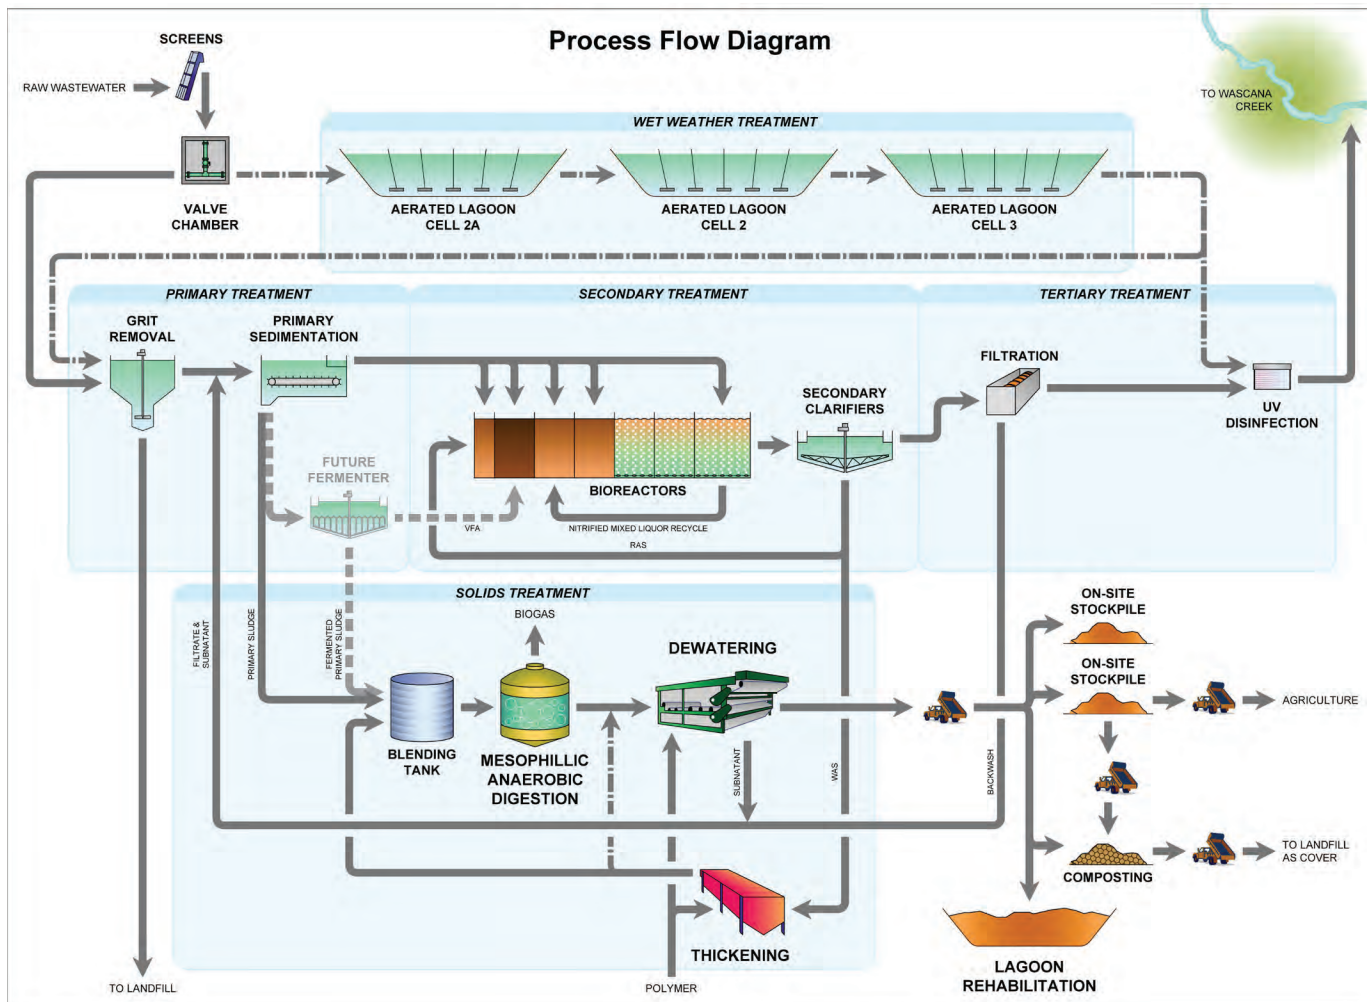 Process Flow Diagram
SCREENS
RAW WASTEWATER
TO WASCANA
CREEK
WET WEATHER TREATMENT
VALVE
CHAMBER
AERATED LAGOON
CELL 2A
AERATED LAGOON
CELL 2
AERATED LAGOON
CELL 3
PRIMARY TREATMENT
SECONDARY TREATMENT
TERTIARY TREATMENT
GRIT
REMOVAL
PRIMARY
SEDIMENTATION
FILTRATION
SECONDARY
CLARIFIERS
UV
DISINFECTION
FUTURE
FERMENTER
BIOREACTORS
VFA
NITRIFIED MIXED LIQUOR RECYCLE
RAS
SOLIDS TREATMENT
FILTRATE &
SUBNATANT
PRIMARY SLUDGE
FERMENTED
PRIMARY SLUDGE
BIOGAS
DEWATERING
ON-SITE
STOCKPILE
ON-SITE
STOCKPILE
AGRICULTURE
BLENDING
TANK
MESOPHILLIC
ANAEROBIC
DIGESTION
SUBNATANT
WAS
BACKWASH
COMPOSTING
TO LANDFILL
AS COVER
THICKENING
LAGOON
REHABILITATION
TO LANDFILL
POLYMER